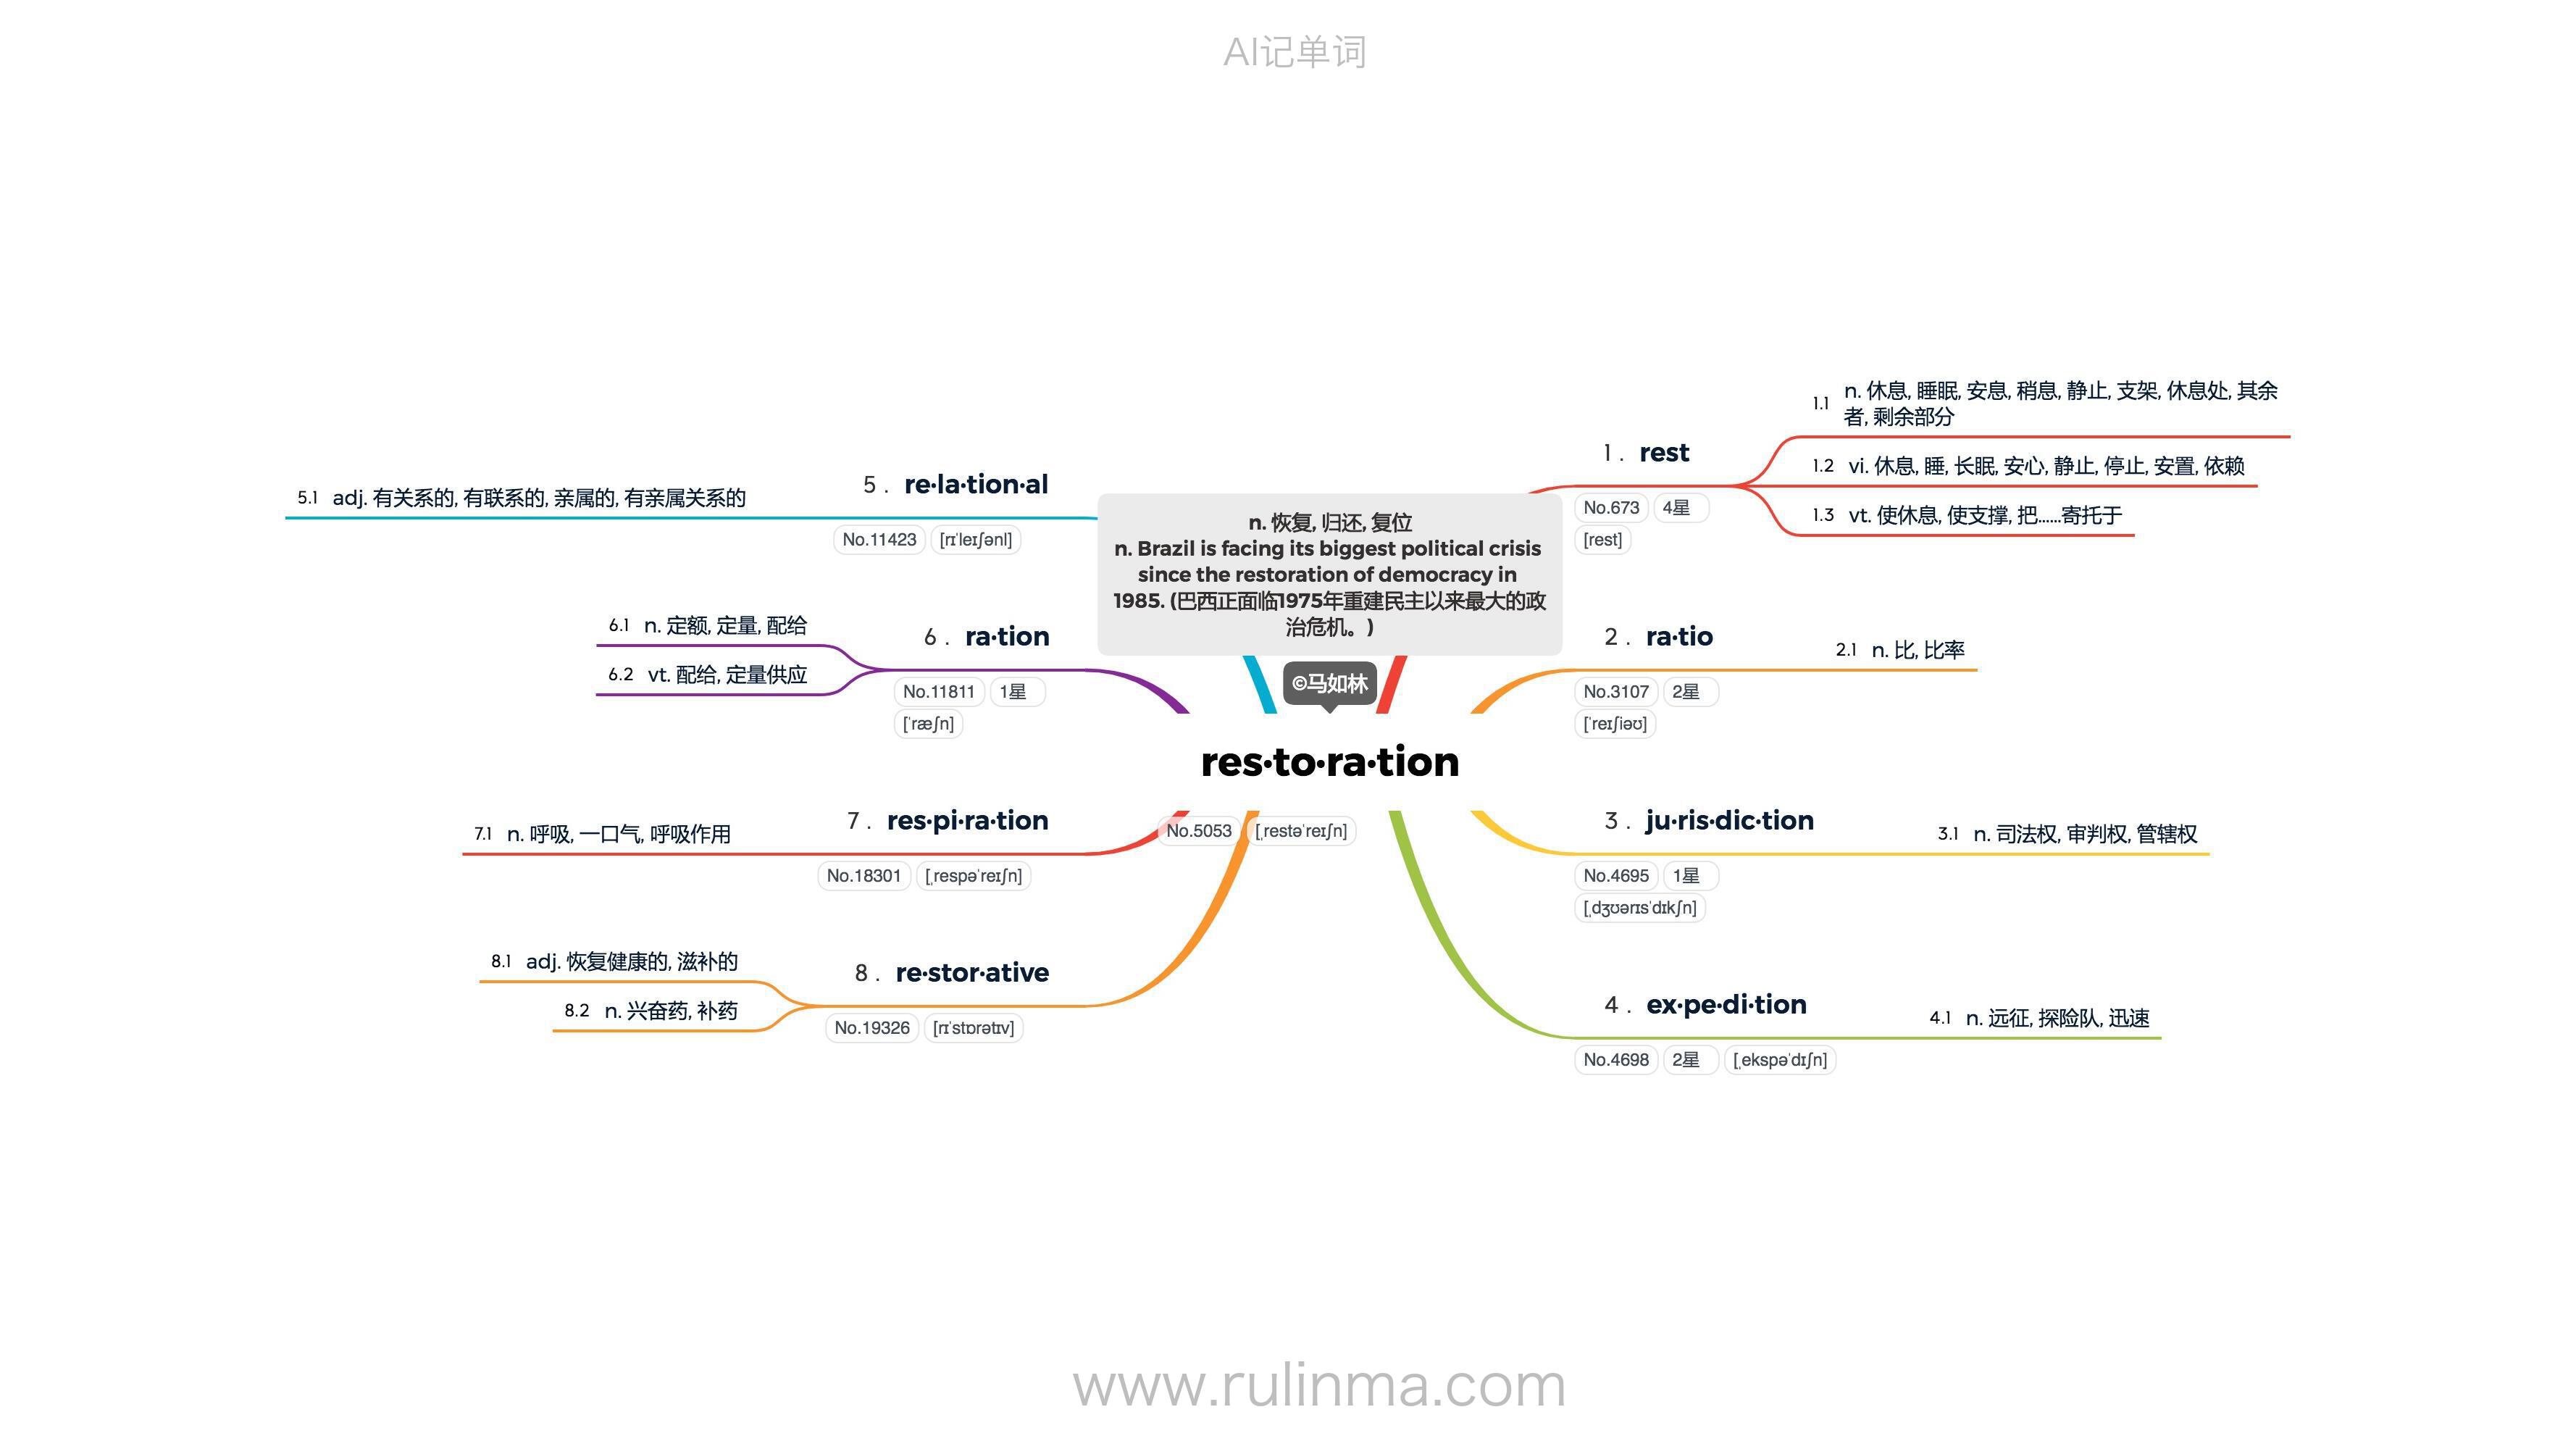 AI记单词
n. 恢复, 归还, 复位
n. Brazil is facing its biggest political crisis
since the restoration of democracy in
1985. (巴西正面临1975年重建民主以来最大的政
治危机。)
©马如林
res·to·ra·tion
No.5053 [ˌrestəˈreɪʃn]
1 . rest
No.673 4星
[rest]
1.1 n. 休息, 睡眠, 安息, 稍息, 静止, 支架, 休息处, 其余
者, 剩余部分
1.2 vi. 休息, 睡, 长眠, 安心, 静止, 停止, 安置, 依赖
1.3 vt. 使休息, 使支撑, 把……寄托于
2 . ra·tio
No.3107 2星
[ˈreɪʃiəʊ]
2.1 n. 比, 比率
3 . ju·ris·dic·tion
No.4695 1星
[ˌdʒʊərɪsˈdɪkʃn]
3.1 n. 司法权, 审判权, 管辖权
4 . ex·pe·di·tion
No.4698 2星 [ˌekspəˈdɪʃn]
4.1 n. 远征, 探险队, 迅速
5 . re·la·tion·al
No.11423 [rɪˈleɪʃənl]
5.1 adj. 有关系的, 有联系的, 亲属的, 有亲属关系的
6 . ra·tion
No.11811 1星
[ˈræʃn]
6.1 n. 定额, 定量, 配给
6.2 vt. 配给, 定量供应
7 . res·pi·ra·tion
No.18301 [ˌrespəˈreɪʃn]
7.1 n. 呼吸, 一口气, 呼吸作用
8 . re·stor·ative
No.19326 [rɪˈstɒrətɪv]
8.1 adj. 恢复健康的, 滋补的
8.2 n. 兴奋药, 补药
www.rulinma.com